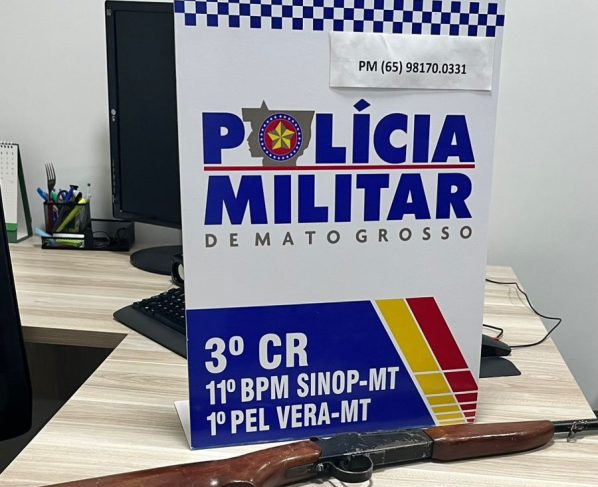 PM (65) 98170.0331
POLÍCIA
MILITAR
DE MATO GROSSO
3º CR
11º BPM SINOP-MT
1º PEL VERA-MT